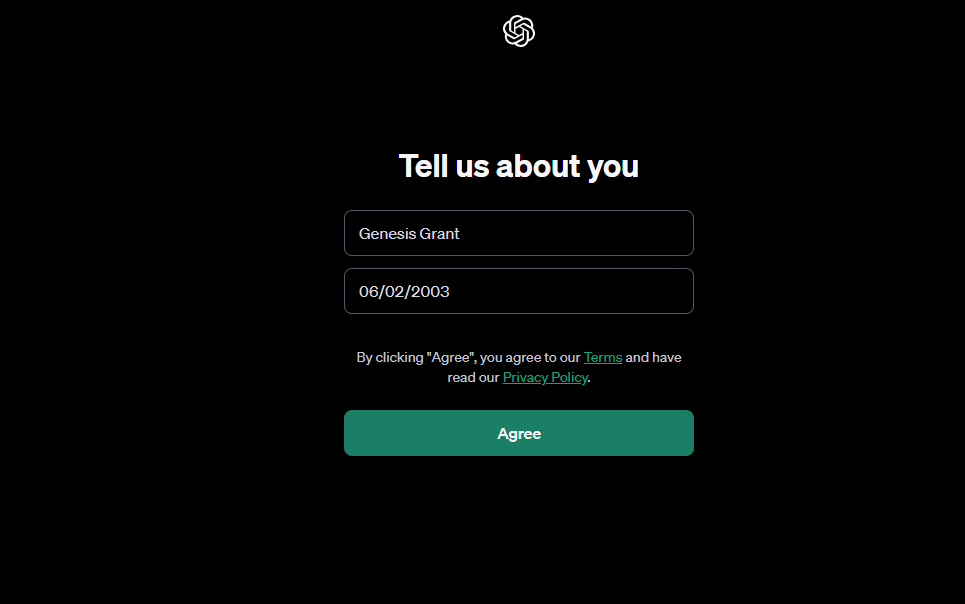 Tell us about you
Genesis Grant
06/02/2003
By clicking "Agree", you agree to our Terms and have
read our Privacy Policy.
Agree